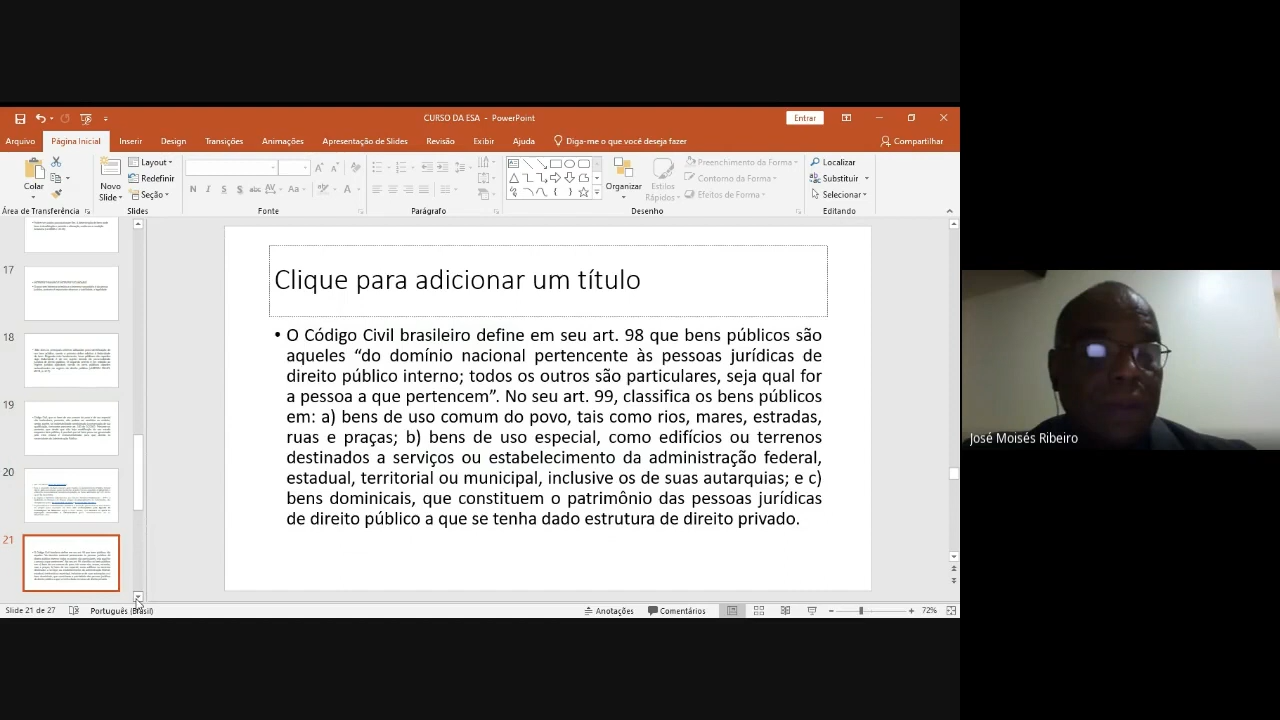 CURSO DA ESA - PowerPoint
Entrar
Arquivo Página Inicial Inserir Design Transições Animações Apresentação de Slides Revisão Exibir Ajuda Diga-me o que você deseja fazer Compartilhar
Colar
Novo Slide
Layout
Redefinir
Seção
N I S S abc AV Aa A
Organizar
Estilos Rápidos
Preenchimento da Forma
Contorno da Forma
Efeitos de Forma
Localizar
Substituir
Selecionar
Área de Transferência Slides Fonte Parágrafo Desenho Editando
17
18
19
20
21
Clique para adicionar um título
• O Código Civil brasileiro define em seu art. 98 que bens públicos são
aqueles “do domínio nacional pertencente às pessoas jurídicas de
direito público interno; todos os outros são particulares, seja qual for
a pessoa a que pertencem”. No seu art. 99, classifica os bens públicos
em: a) bens de uso comum do povo, tais como rios, mares, estradas,
ruas e praças; b) bens de uso especial, como edifícios ou terrenos
destinados a serviços ou estabelecimento da administração federal,
estadual, territorial ou municipal, inclusive os de suas autarquias; e c)
bens dominicais, que constituem o patrimônio das pessoas jurídicas
de direito público a que se tenha dado estrutura de direito privado.
José Moisés Ribeiro
Slide 21 de 27 Português (Brasil) Anotações Comentários 72%